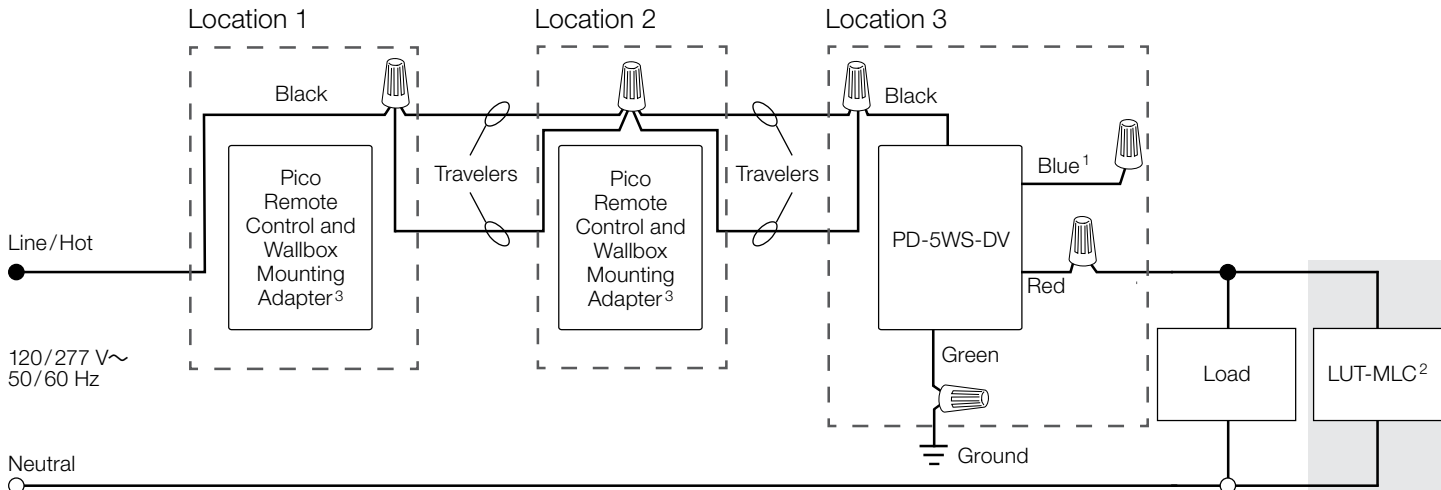 Location 1
Location 2
Location 3
Black
Black
Blue1
Pico
Remote
Control and
Wallbox
Mounting
Adapter3
Travelers
Pico
Remote
Control and
Wallbox
Mounting
Adapter3
Travelers
PD-5WS-DV
Line/Hot
Red
120/277 V~
50/60 Hz
Green
Load
LUT-MLC2
Ground
Neutral